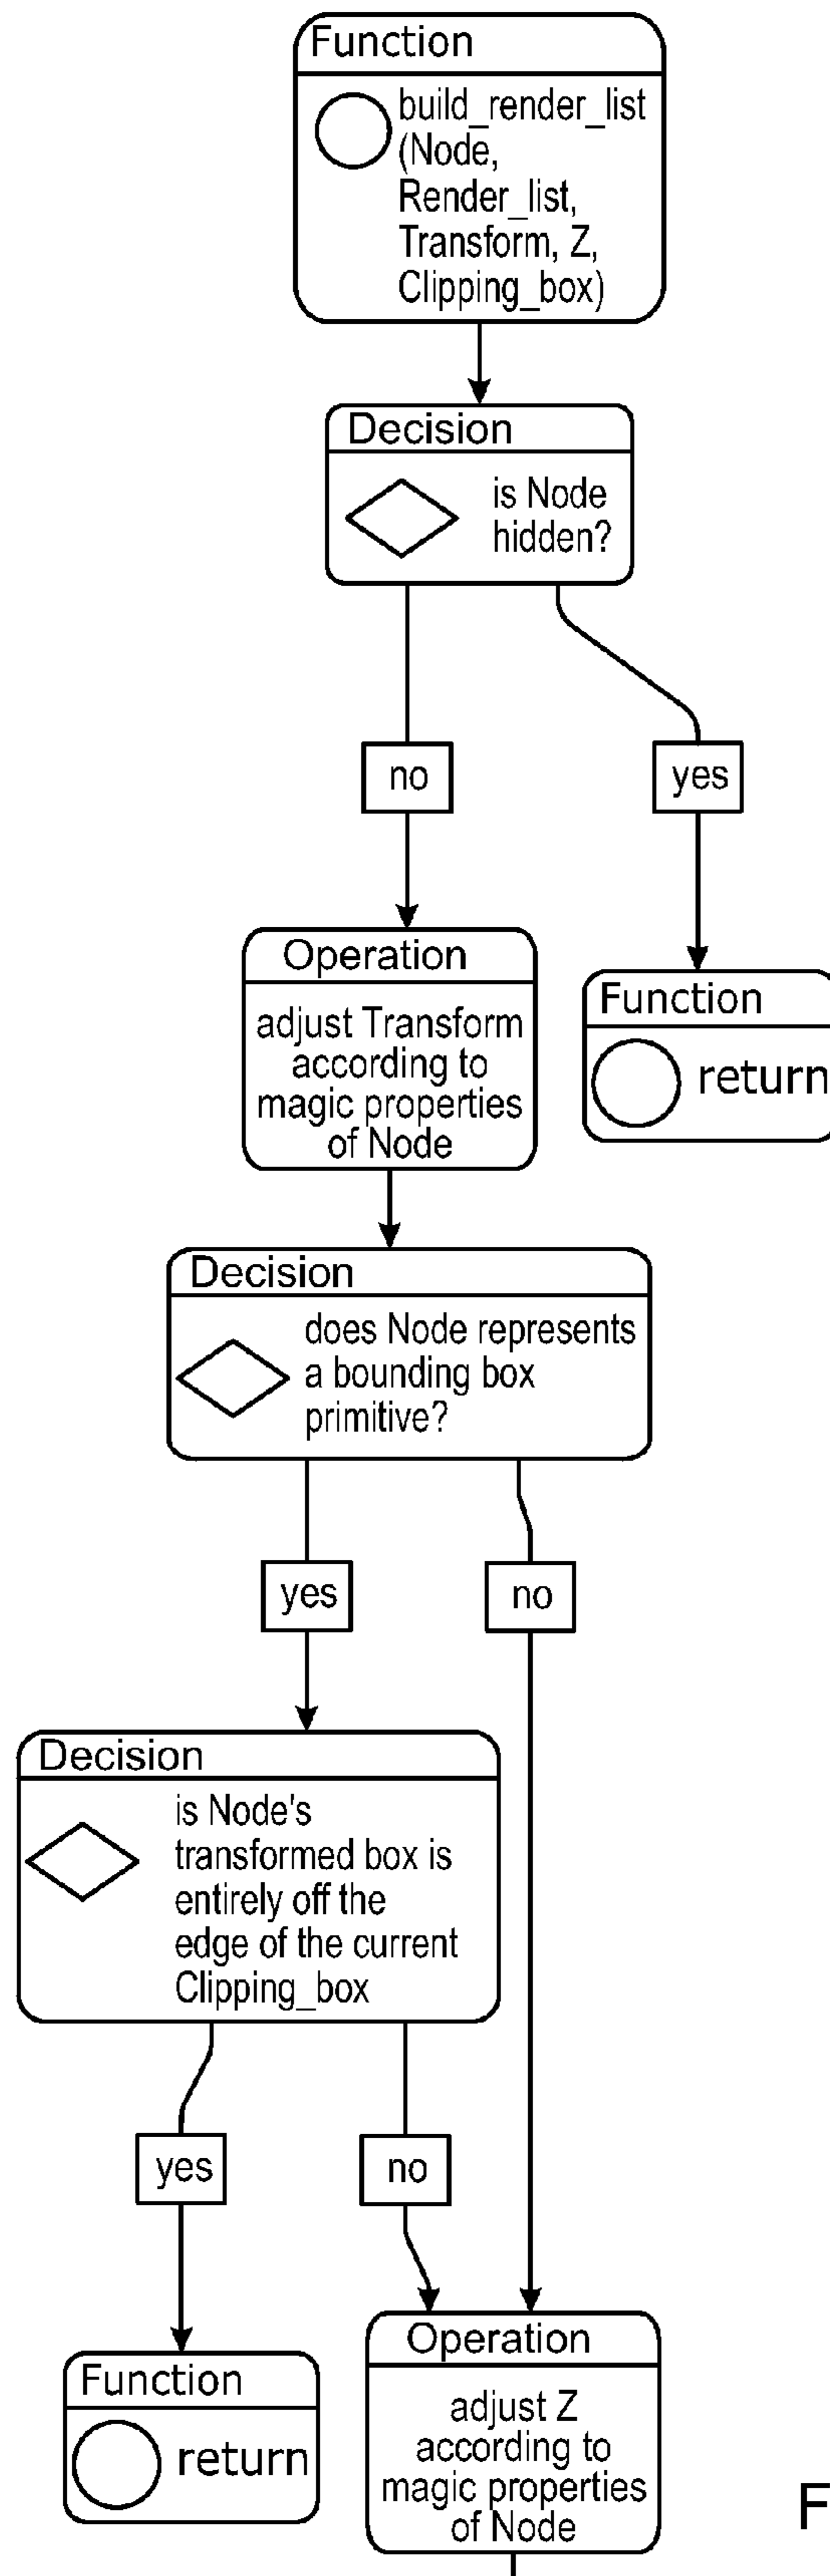 Function
build_render_list
(Node,
Render_list,
Transform, Z,
Clipping_box)
Decision
is Node
hidden?
no
yes
Operation
adjust Transform
according to
magic properties
of Node
Function
return
Decision
does Node represents
a bounding box
primitive?
yes
no
Decision
is Node's
transformed box is
entirely off the
edge of the current
Clipping_box
yes
no
Function
return
Operation
adjust Z
according to
magic properties
of Node
F